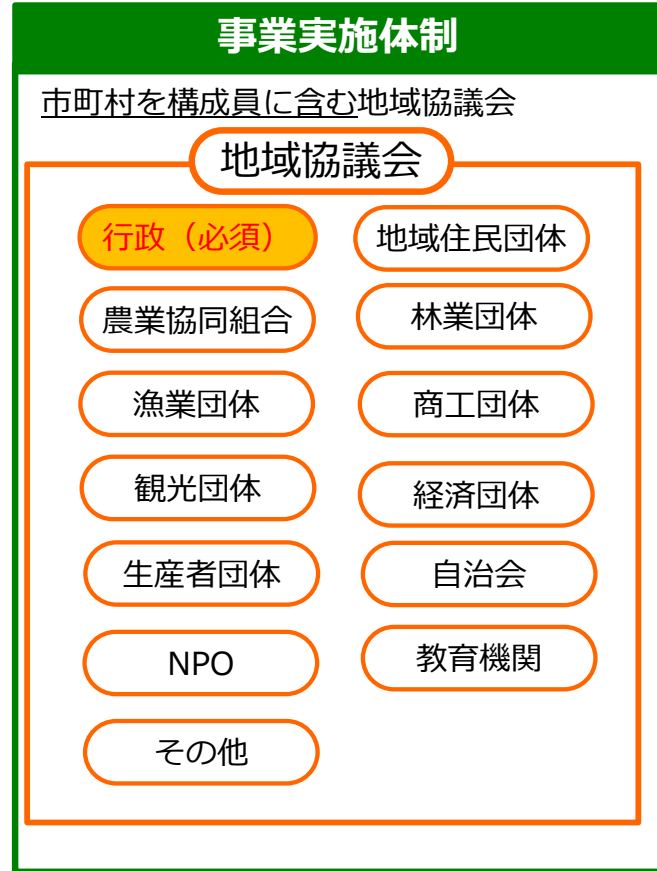 事業実施体制
市町村を構成員に含む地域協議会
地域協議会
行政（必須）
地域住民団体
農業協同組合
林業団体
漁業団体
商工団体
観光団体
経済団体
生産者団体
自治会
NPO
教育機関
その他